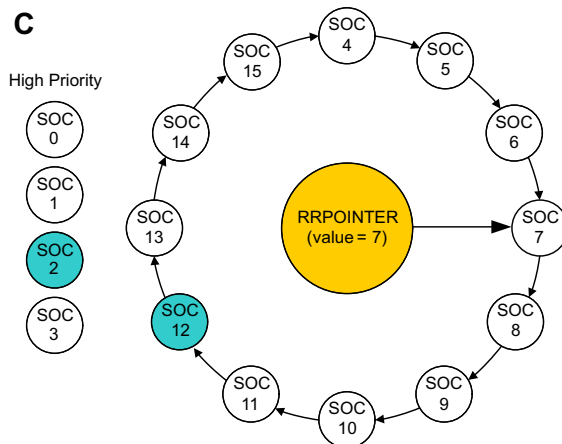 C
High Priority
SOC
0
SOC
1
SOC
2
SOC
3
SOC
4
SOC
5
SOC
6
SOC
7
SOC
8
SOC
9
SOC
10
SOC
11
SOC
12
SOC
13
SOC
14
SOC
15
RRPOINTER
(value = 7)